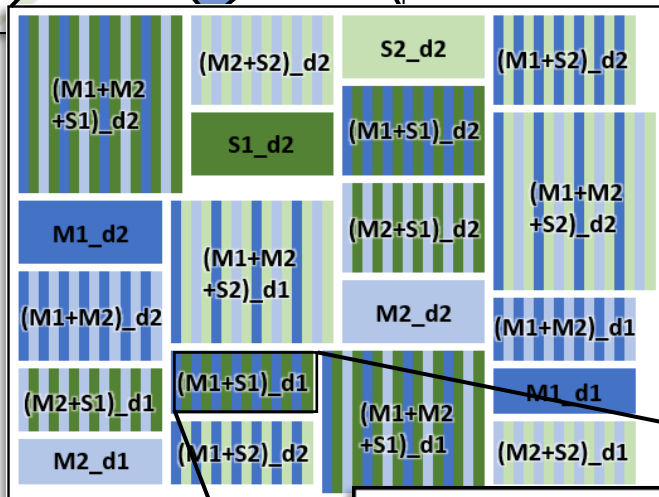 (M1+M2
+S1)_d2
(M2+S2)_d2
S2_d2
(M1+S2)_d2
S1_d2
(M1+S1)_d2
(M1+M2
+S2)_d2
M1_d2
(M1+M2
+S2)_d1
(M2+S1)_d2
(M1+M2)_d2
M2_d2
(M1+M2)_d1
(M2+S1)_d1
(M1+S1)_d1
(M1+M2
+S1)_d1
M1_d1
M2_d1
(M1+S2)_d2
(M2+S2)_d1